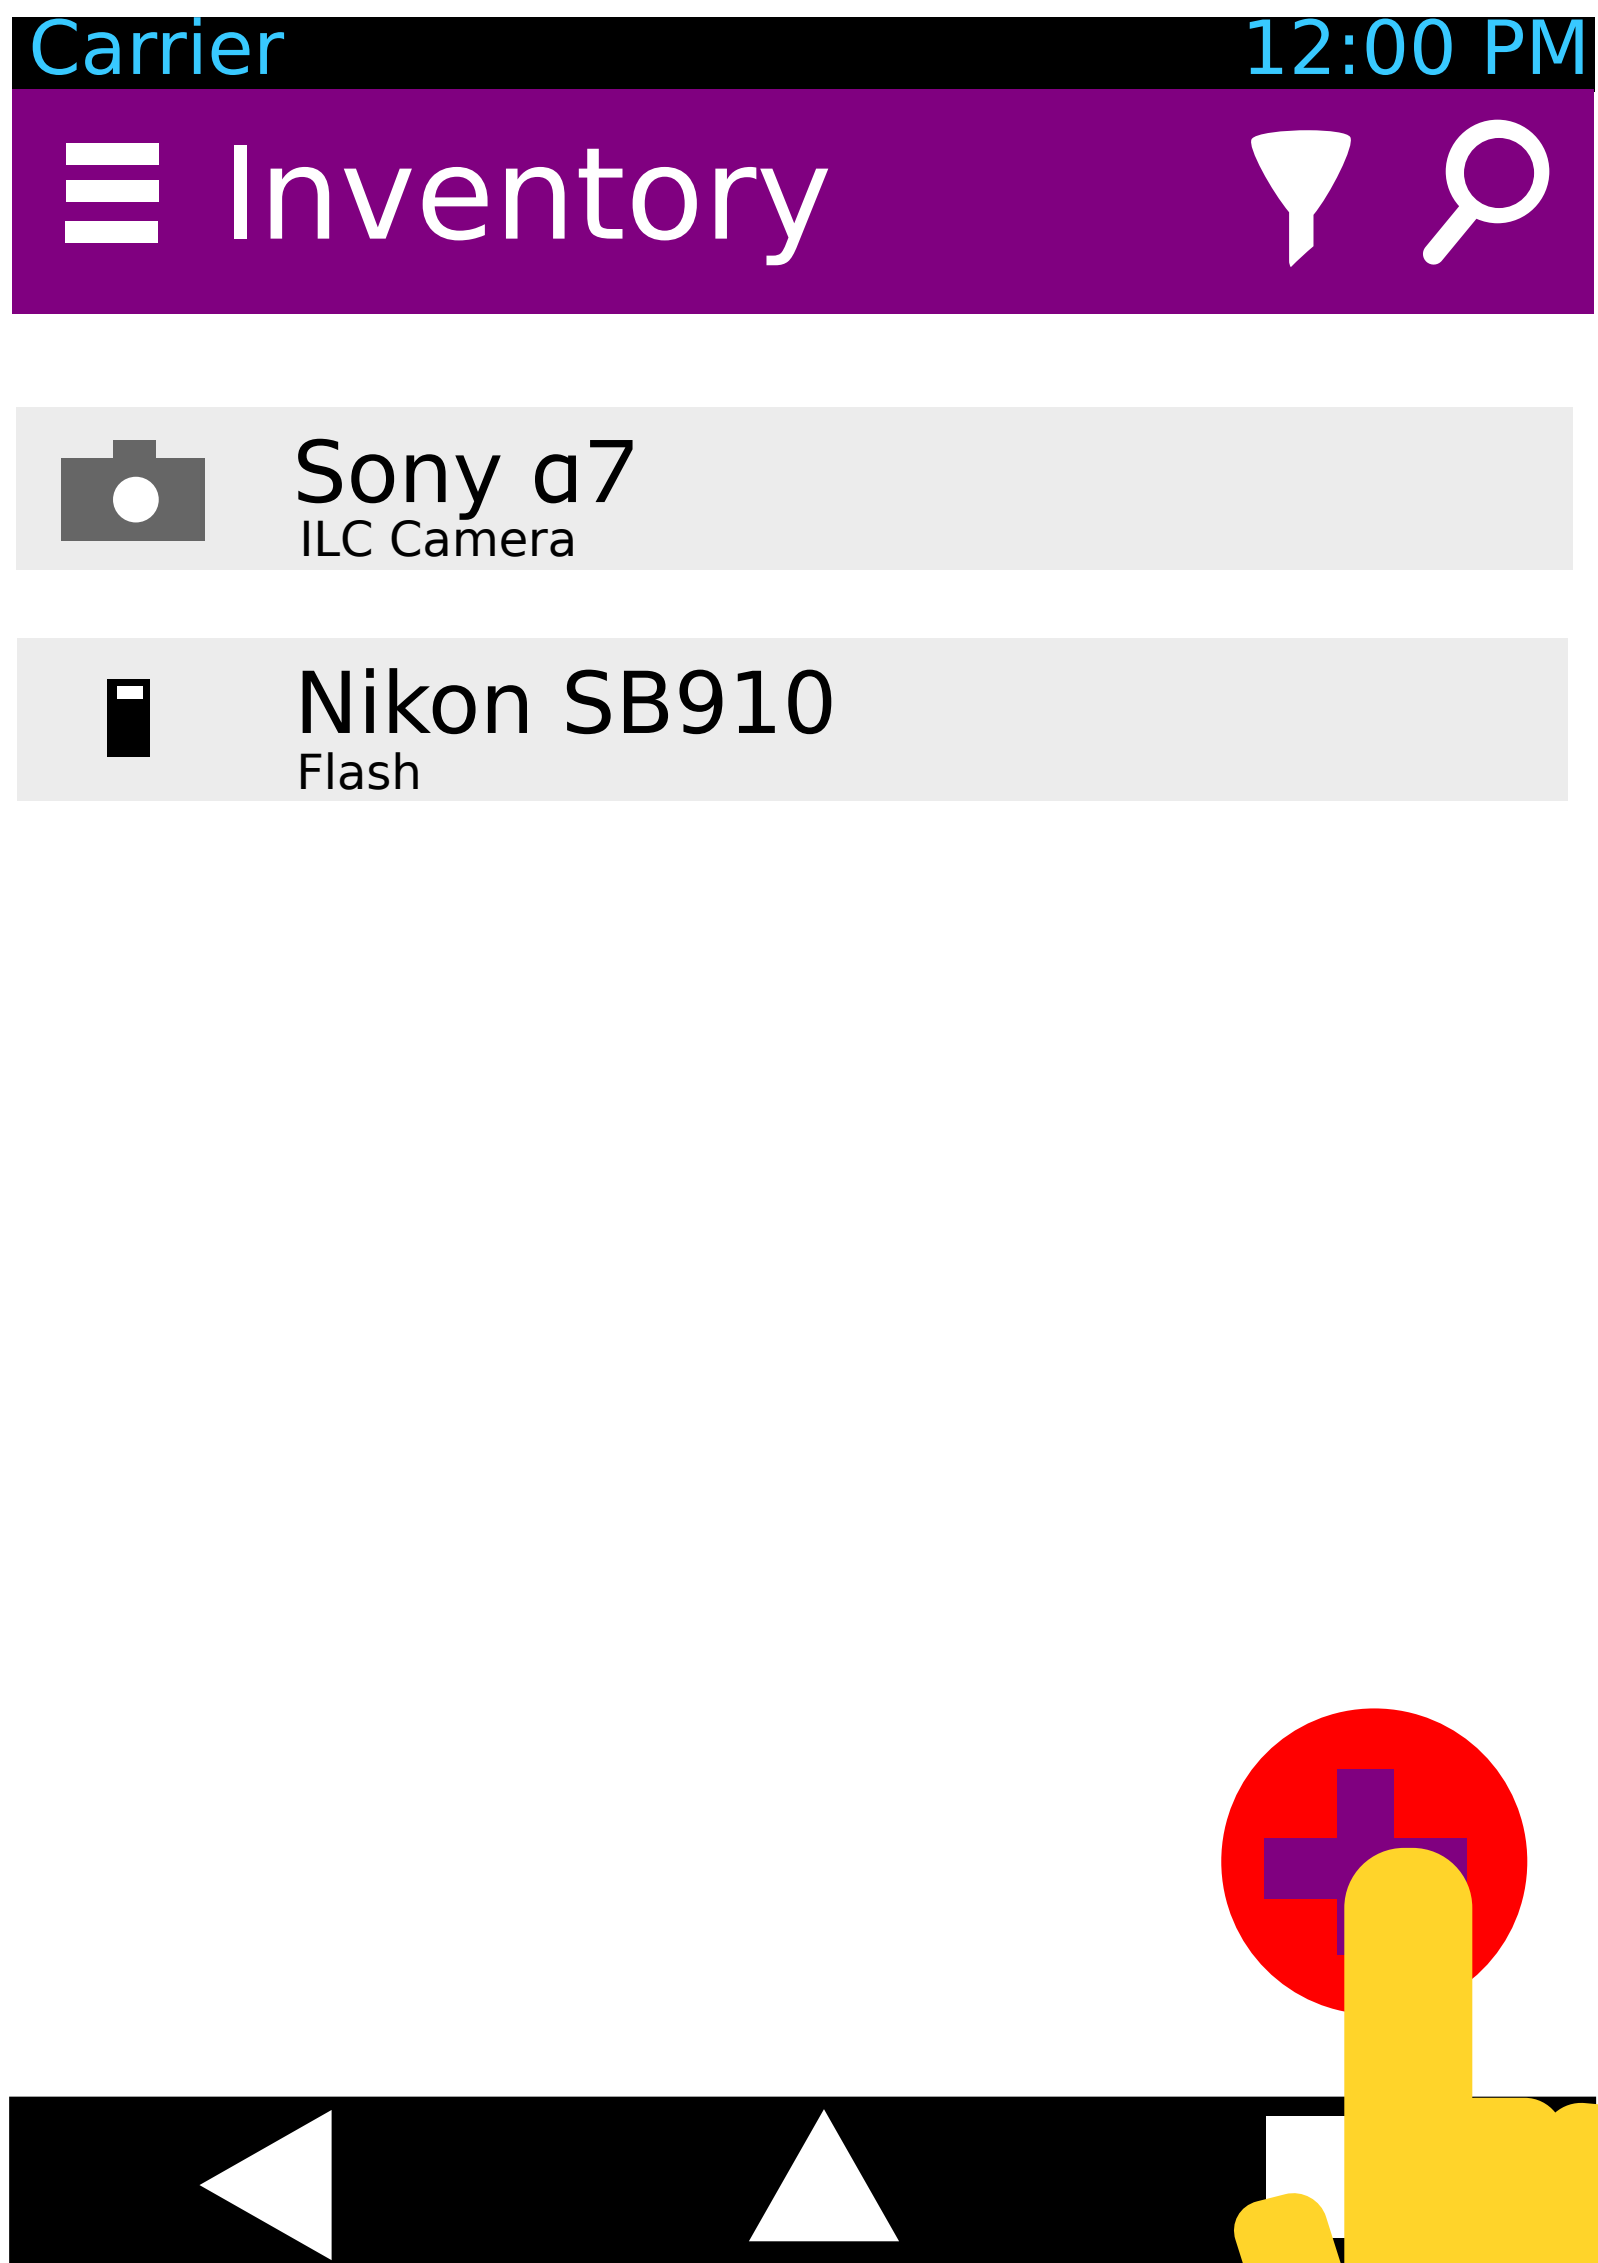 Carrier 12:00 PM
Inventory
Sony α7
ILC Camera
Nikon SB910
Flash